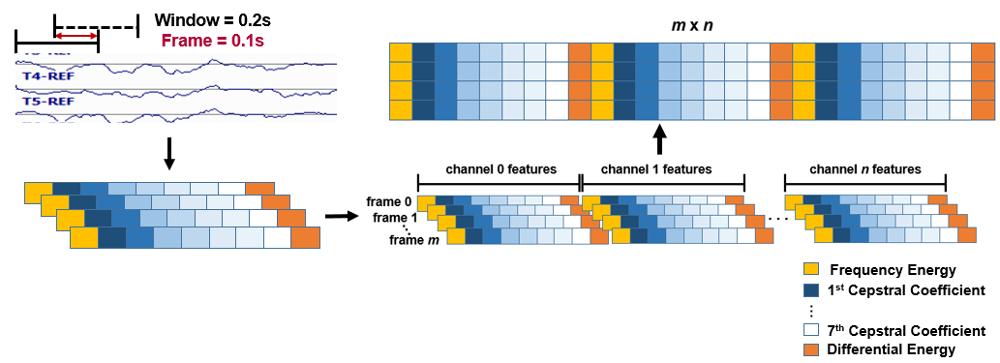 Window = 0.2s
Frame = 0.1s
T4-REF
T5-REF
m x n
channel 0 features
channel 1 features
channel n features
frame 0
frame 1
frame m
Frequency Energy
1st Cepstral Coefficient
7th Cepstral Coefficient
Differential Energy